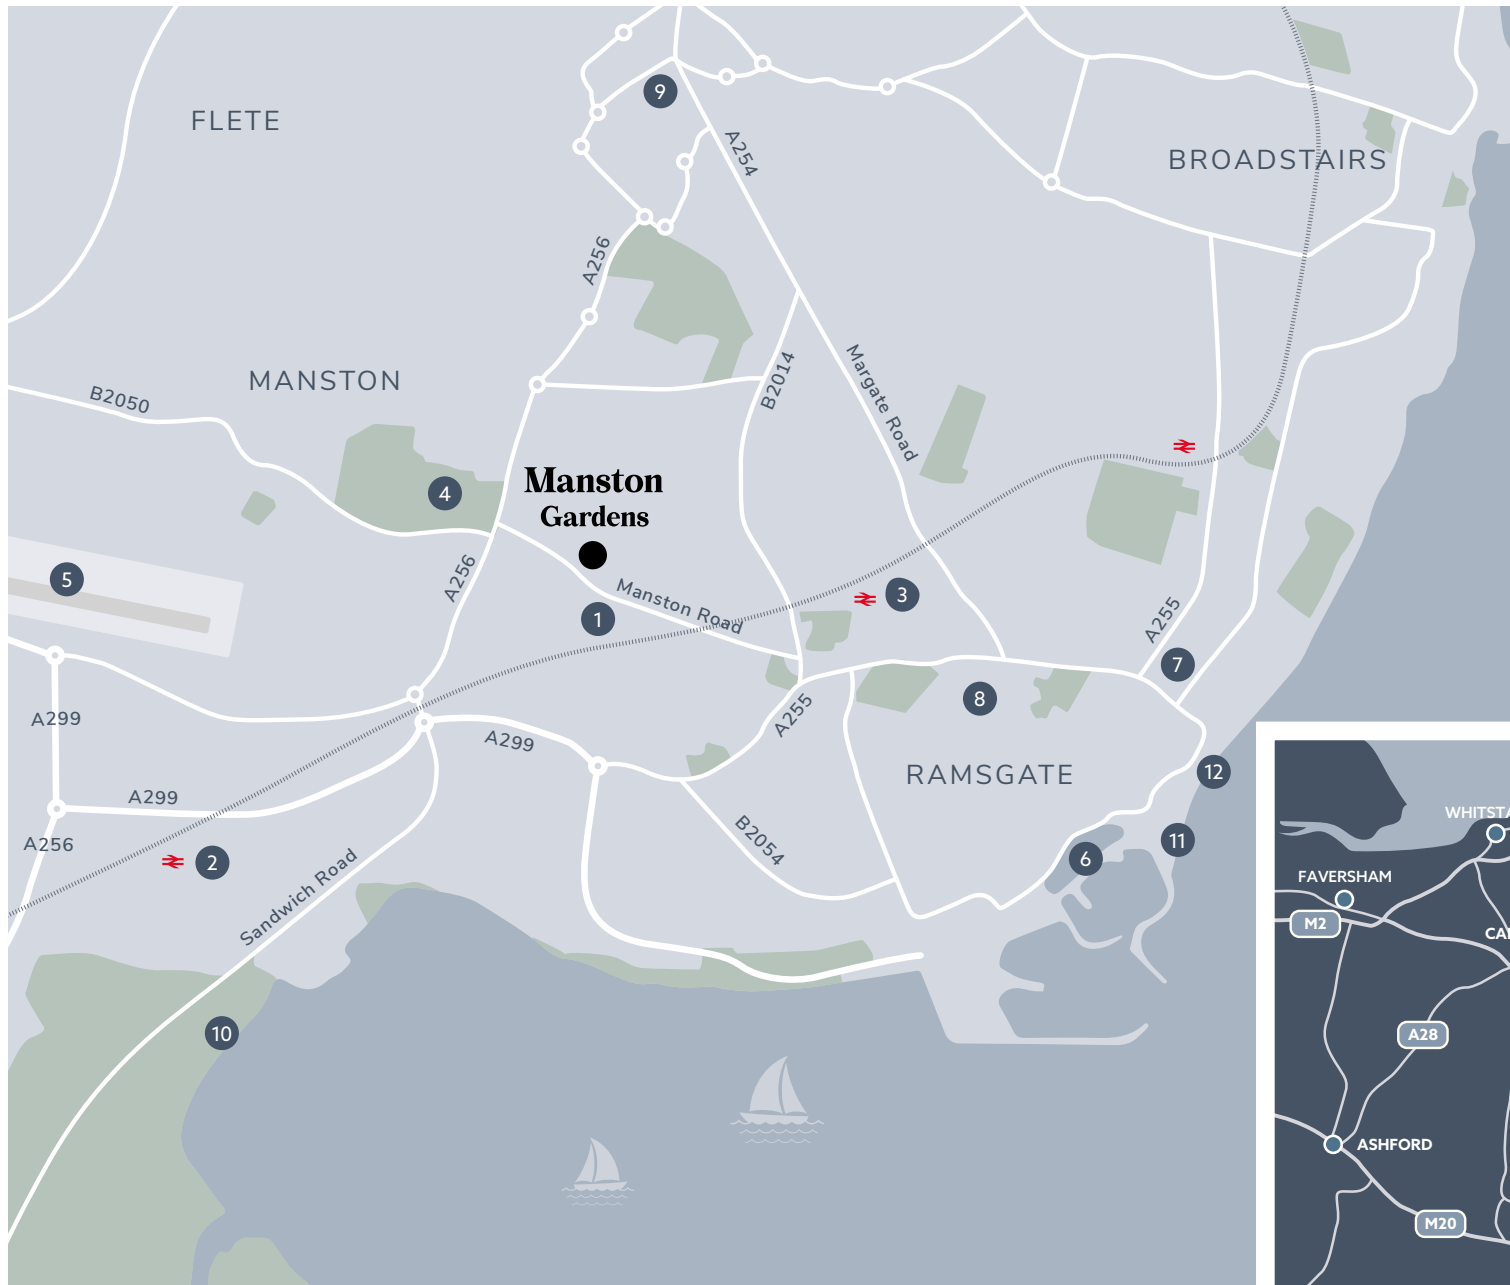 FLETE
9
A254
BROADSTAIRS
A256
MANSTON
B2050
B2014
Margate Road
4
Manston
Gardens
5
A256
1
Manston Road
3
A255
7
A299
A299
A255
8
RAMSGATE
12
A299
A256
2
B2054
6
11
Sandwich Road
10
WHITSTA
FAVERSHAM
M2
CA
A28
ASHFORD
M20